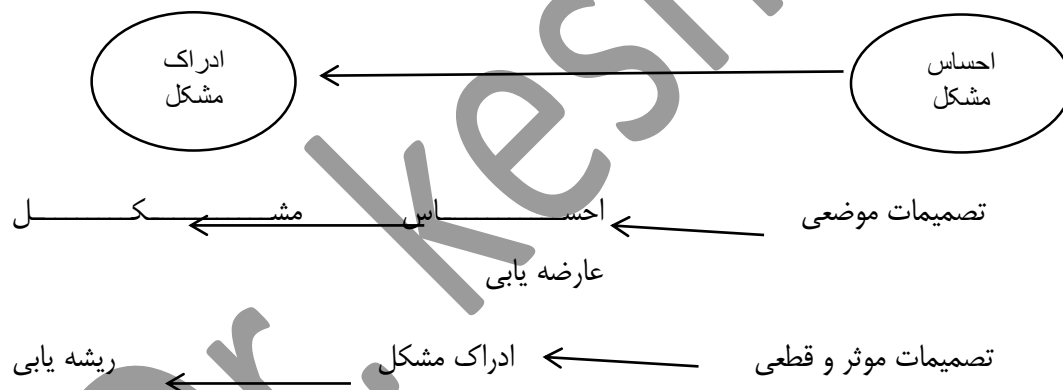 احساس
مشکل
ادراک
مشکل
تصمیمات موضعی احساس مشکل
عارضه یابی
تصمیمات موثر و قطعی ادراک مشکل ریشه یابی